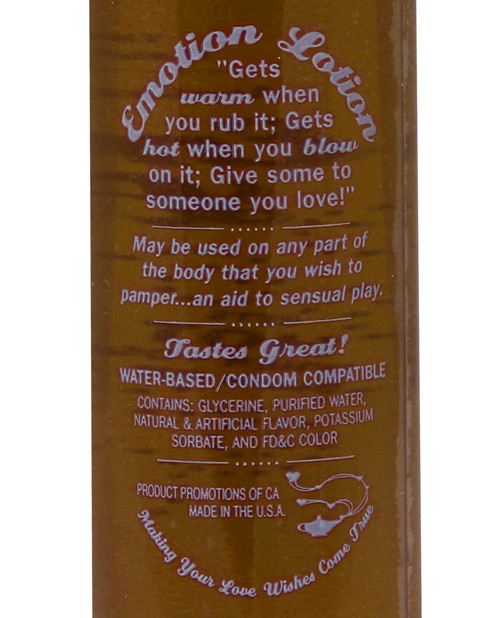 Emotion Lotion
"Gets
warm when
you rub it; Gets
hot when you blow
on it; Give some to
someone you love!"
May be used on any part of
the body that you wish to
pamper...an aid to sensual play.
Tastes Great!
WATER-BASED/CONDOM COMPATIBLE
CONTAINS: GLYCERINE, PURIFIED WATER,
NATURAL & ARTIFICIAL FLAVOR, POTASSIUM
SORBATE, AND FD&C COLOR
PRODUCT PROMOTIONS OF CA
MADE IN THE U.S.A.
Making Your Love Wishes Come True